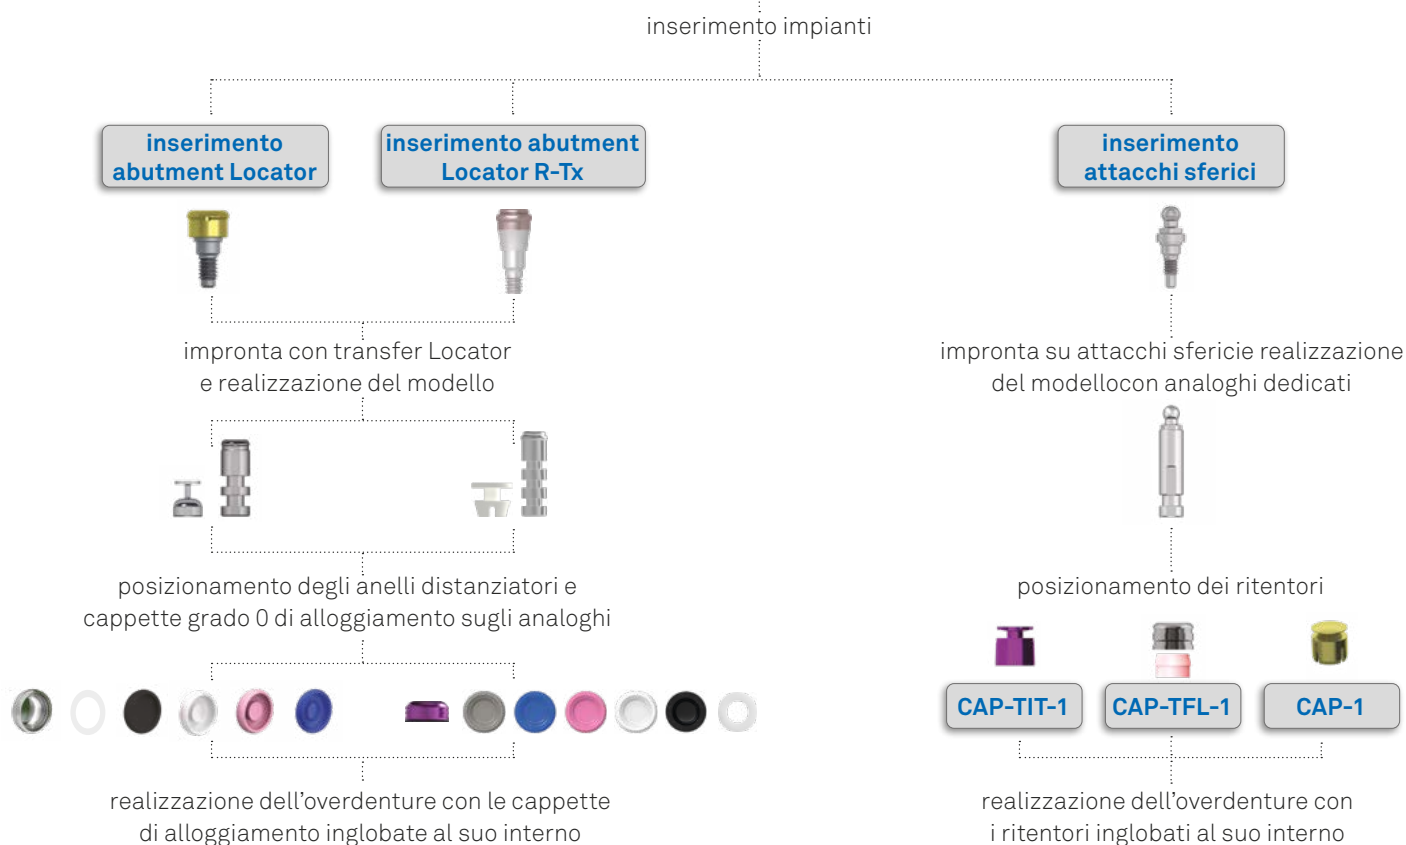 inserimento impianti
inserimento
abutment Locator
inserimento abutment
Locator R-Tx
inserimento
attacchi sferici
impronta con transfer Locator
e realizzazione del modello
impronta su attacchi sfericie realizzazione
del modellocon analoghi dedicati
posizionamento degli anelli distanziatori e
cappette grado 0 di alloggiamento sugli analoghi
posizionamento dei ritentori
CAP-TIT-1
CAP-TFL-1
CAP-1
realizzazione dell'overdenture con le cappette
di alloggiamento inglobate al suo interno
realizzazione dell'overdenture con
i ritentori inglobati al suo interno